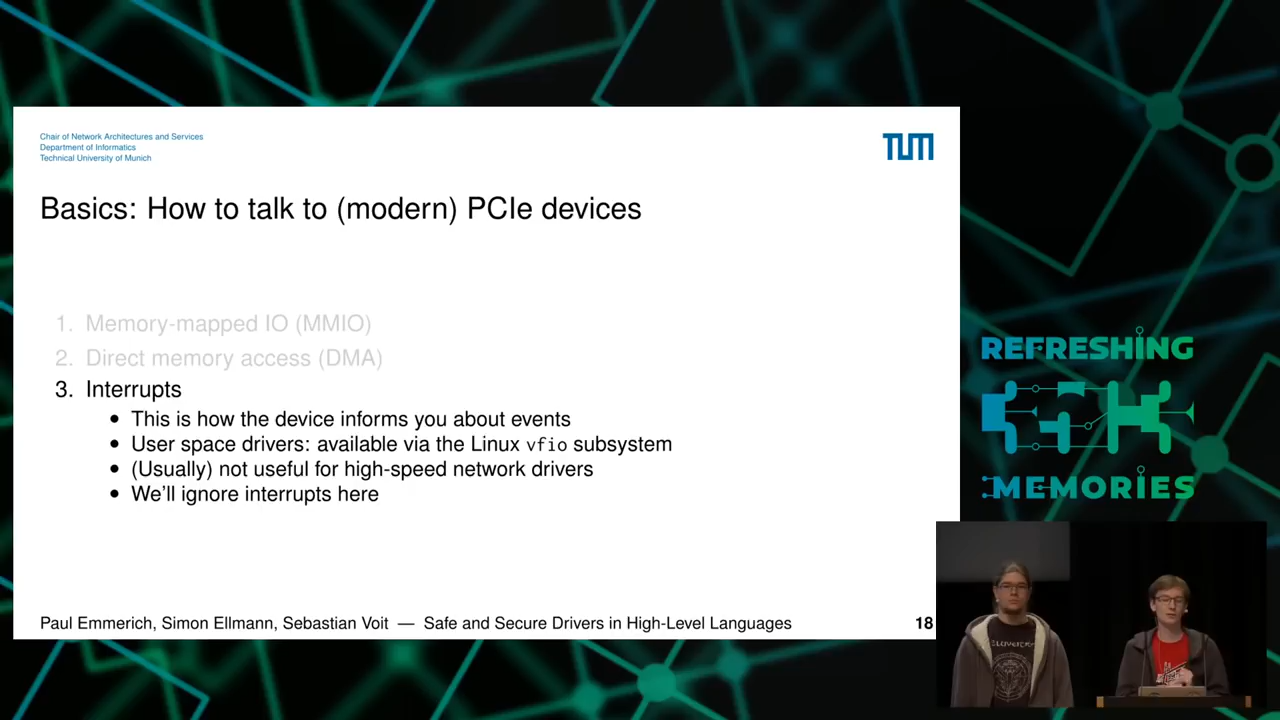 Chair of Network Architectures and Services
Department of Informatics
Technical University of Munich
TUM
Basics: How to talk to (modern) PCIe devices
1. Memory-mapped IO (MMIO)
2. Direct memory access (DMA)
3. Interrupts
• This is how the device informs you about events
• User space drivers: available via the Linux vfio subsystem
• (Usually) not useful for high-speed network drivers
• We'll ignore interrupts here
Paul Emmerich, Simon Ellmann, Sebastian Voit — Safe and Secure Drivers in High-Level Languages
18
REFRESHING
MEMORIES